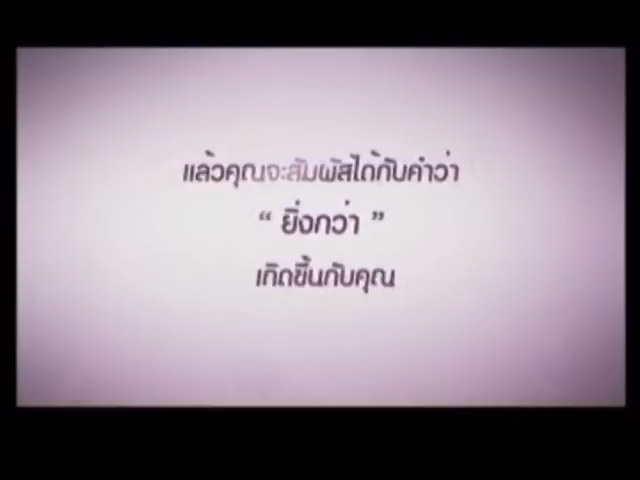 แล้วคุณจะสัมผัสได้กับคำว่า
“ ยิ่งกว่า ”
เกิดขึ้นกับคุณ